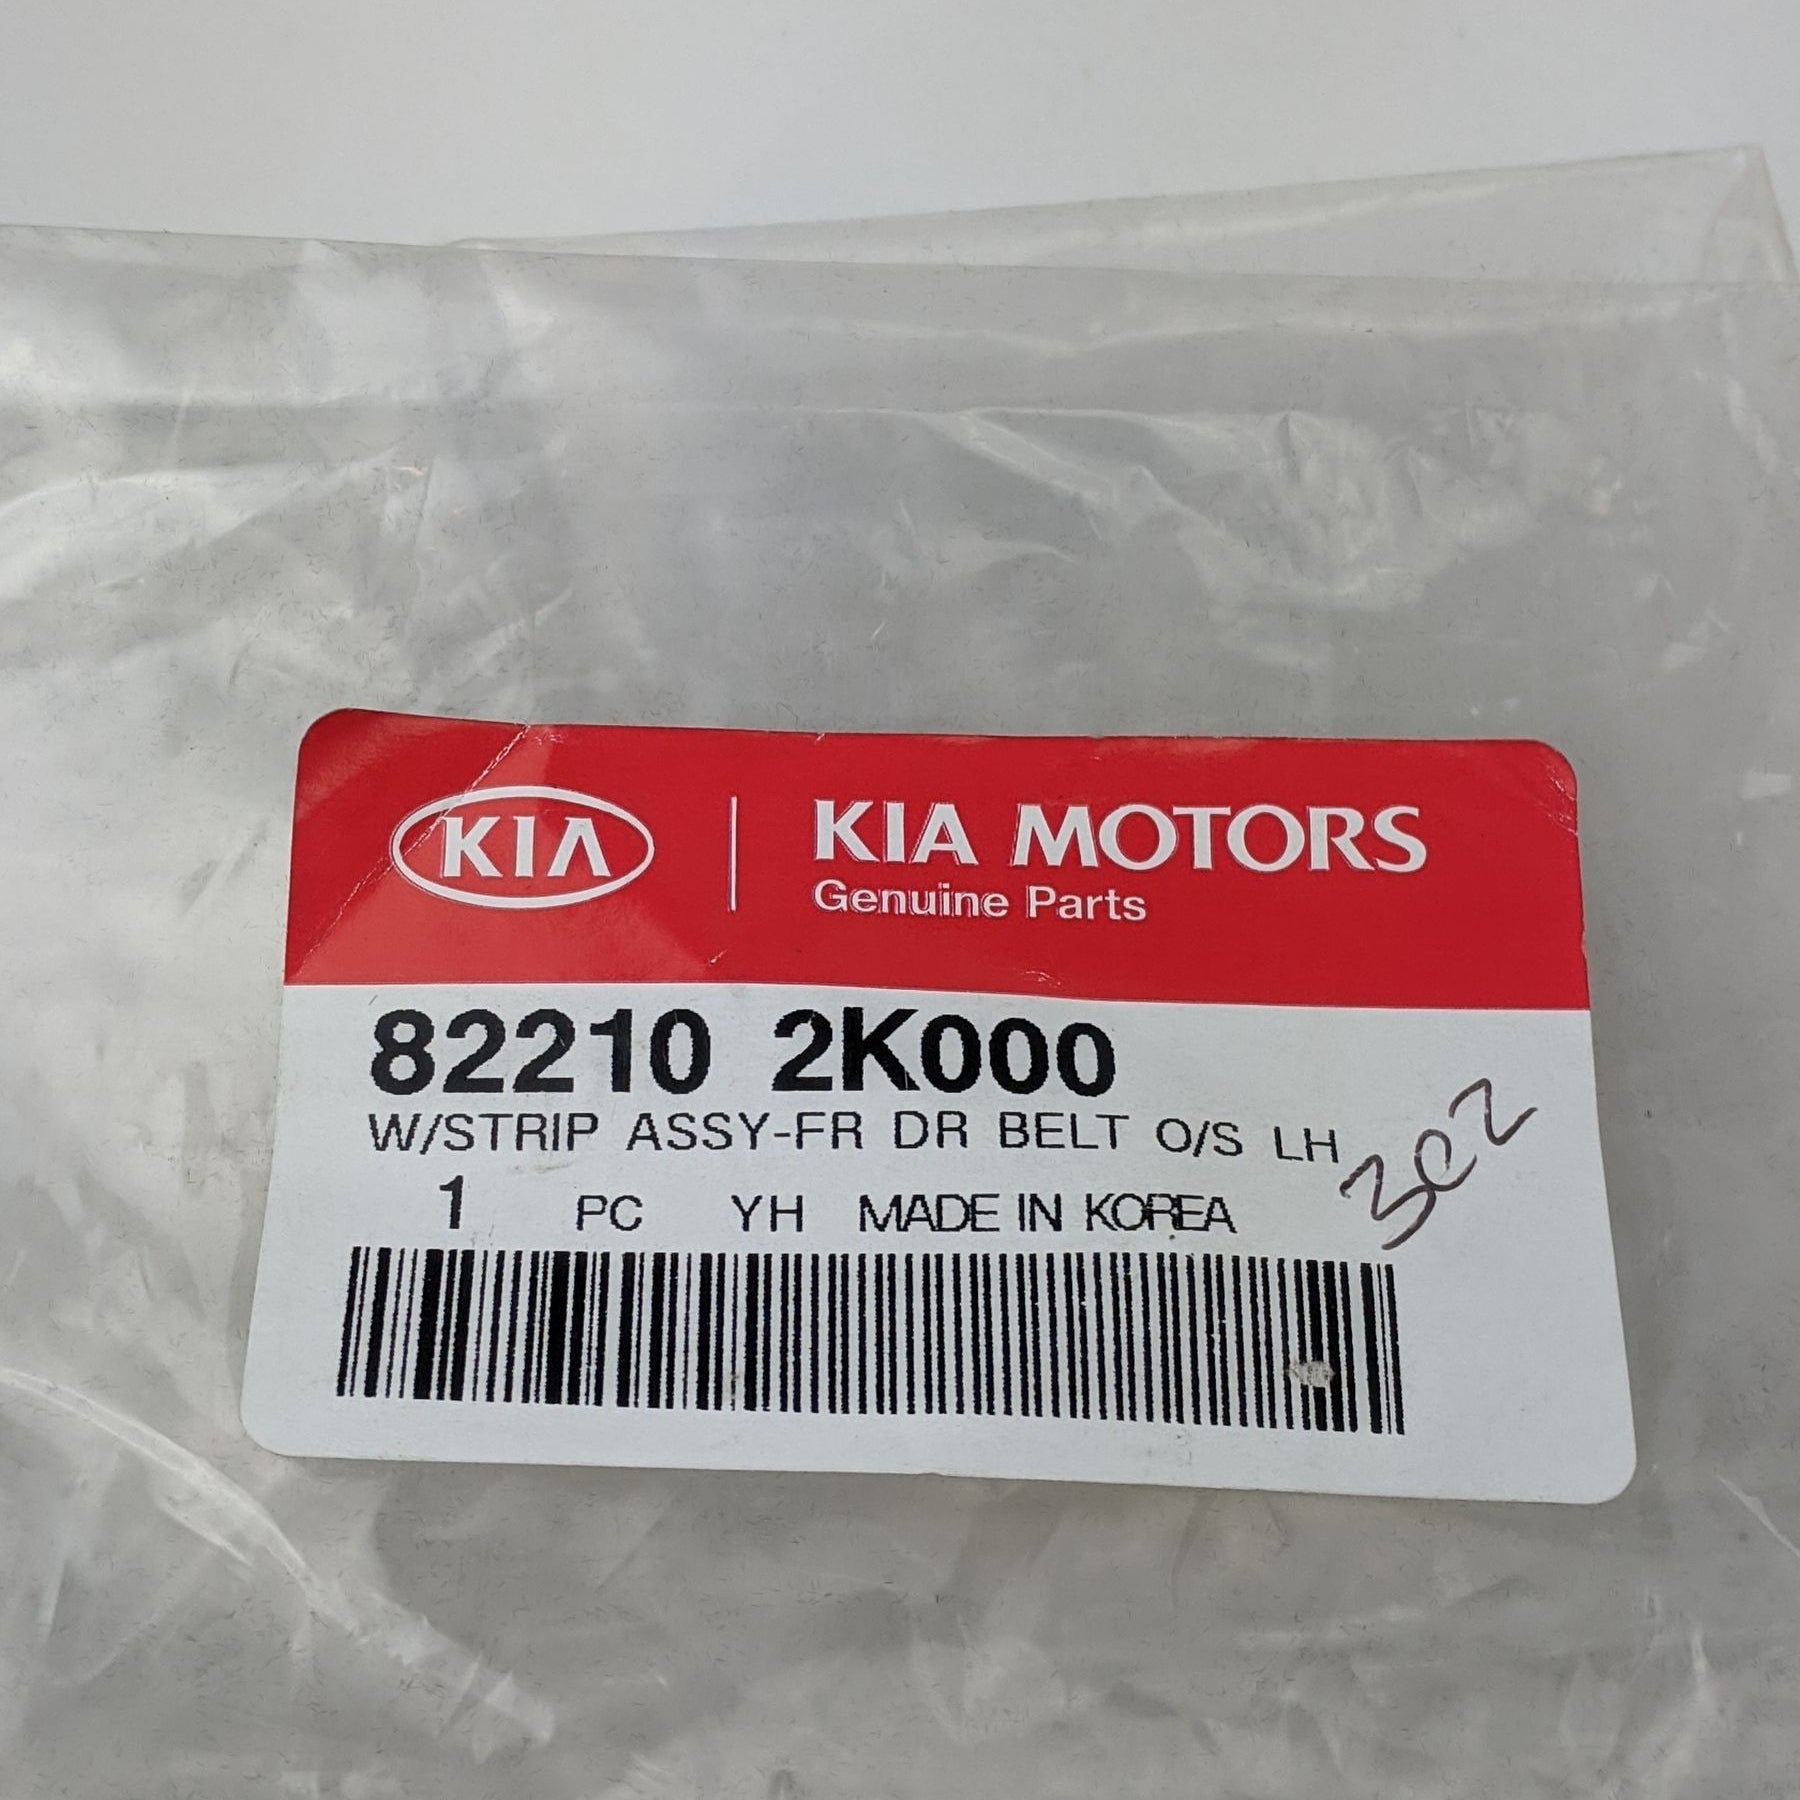 KIA
KIA MOTORS
Genuine Parts
82210 2K000
W/STRIP ASSY-FR DR BELT O/S LH
302
1 PC YH MADE IN KOREA